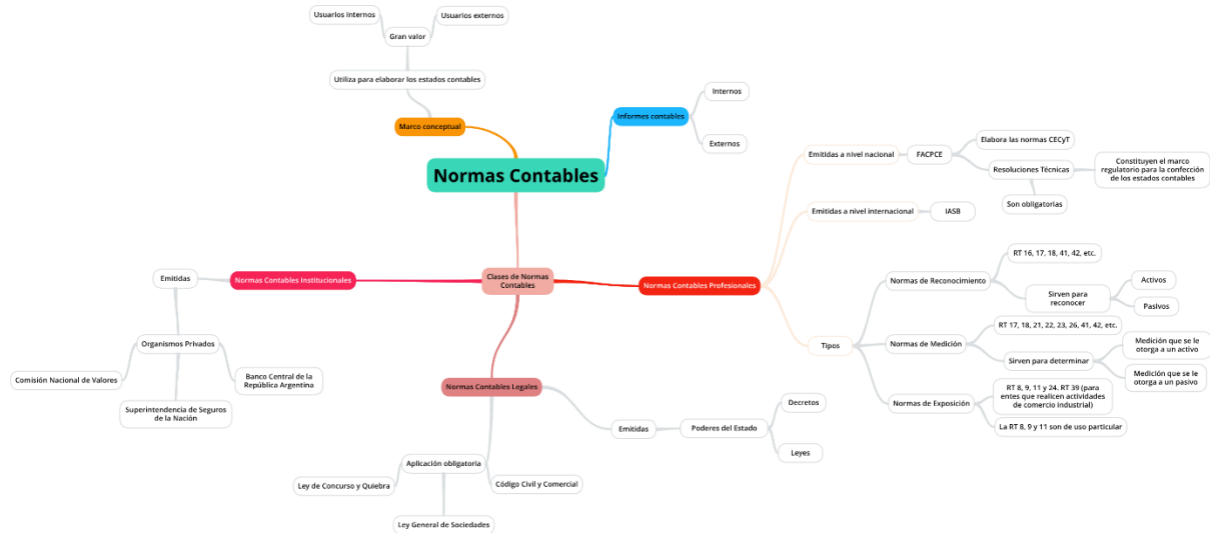 Usuarios internos
Usuarios externos
Gran valor
Utiliza para elaborar los estados contables
Marco conceptual
Informes contables
Internos
Externos
Normas Contables
Clases de Normas
Contables
Normas Contables Institucionales
Emitidas
Organismos Privados
Comisión Nacional de Valores
Banco Central de la
República Argentina
Superintendencia de Seguros
de la Nación
Normas Contables Legales
Emitidas
Poderes del Estado
Decretos
Leyes
Aplicación obligatoria
Ley de Concurso y Quiebra
Código Civil y Comercial
Ley General de Sociedades
Normas Contables Profesionales
Emitidas a nivel nacional
FACPCE
Elabora las normas CECyT
Resoluciones Técnicas
Constituyen el marco
regulatorio para la confección
de los estados contables
Son obligatorias
Emitidas a nivel internacional
IASB
Tipos
Normas de Reconocimiento
RT 16, 17, 18, 41, 42, etc.
Sirven para
reconocer
Activos
Pasivos
Normas de Medición
RT 17, 18, 21, 22, 23, 26, 41, 42, etc.
Sirven para determinar
Medición que se le
otorga a un activo
Medición que se le
otorga a un pasivo
Normas de Exposición
RT 8, 9, 11 y 24. RT 39 (para
entes que realicen actividades
de comercio industrial)
La RT 8, 9 y 11 son de uso particular